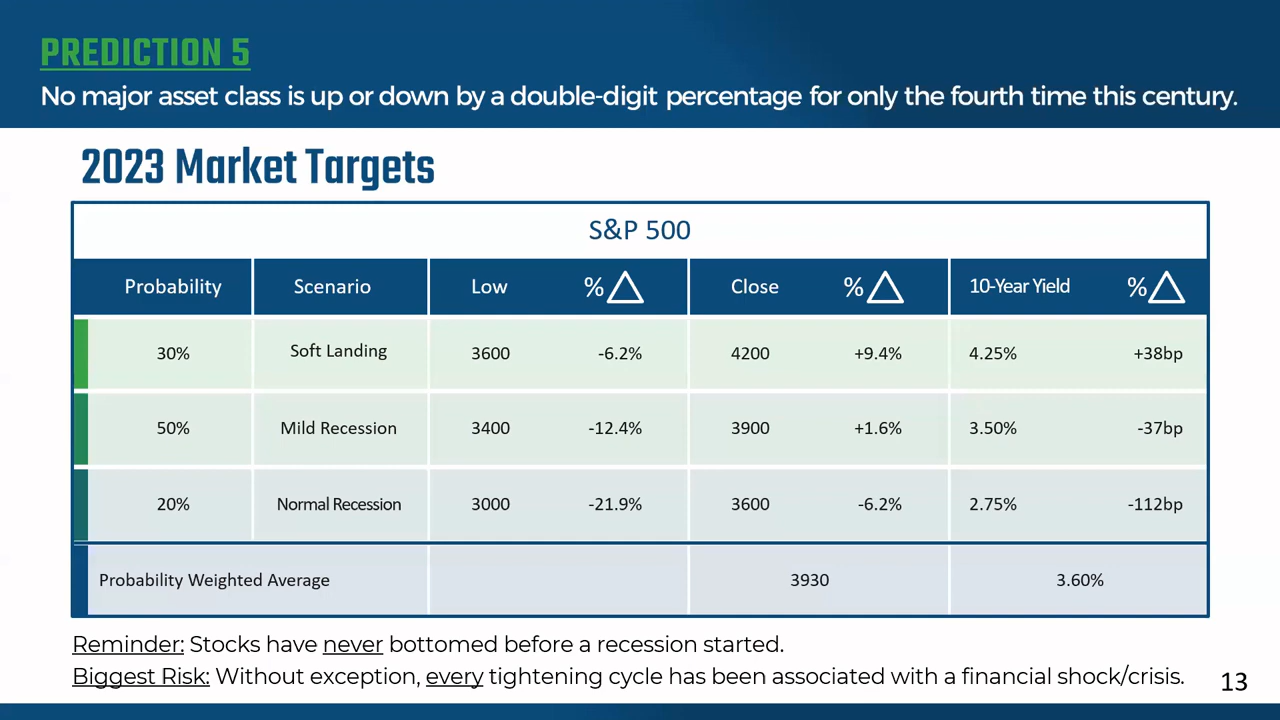 PREDICTION 5
No major asset class is up or down by a double-digit percentage for only the fourth time this century.
2023 Market Targets
S&P 500
Probability Scenario Low %△ Close %△ 10-Year Yield %△
30% Soft Landing 3600 -6.2% 4200 +9.4% 4.25% +38bp
50% Mild Recession 3400 -12.4% 3900 +1.6% 3.50% -37bp
20% Normal Recession 3000 -21.9% 3600 -6.2% 2.75% -112bp
Probability Weighted Average 3930 3.60%
Reminder: Stocks have never bottomed before a recession started.
Biggest Risk: Without exception, every tightening cycle has been associated with a financial shock/crisis.
13